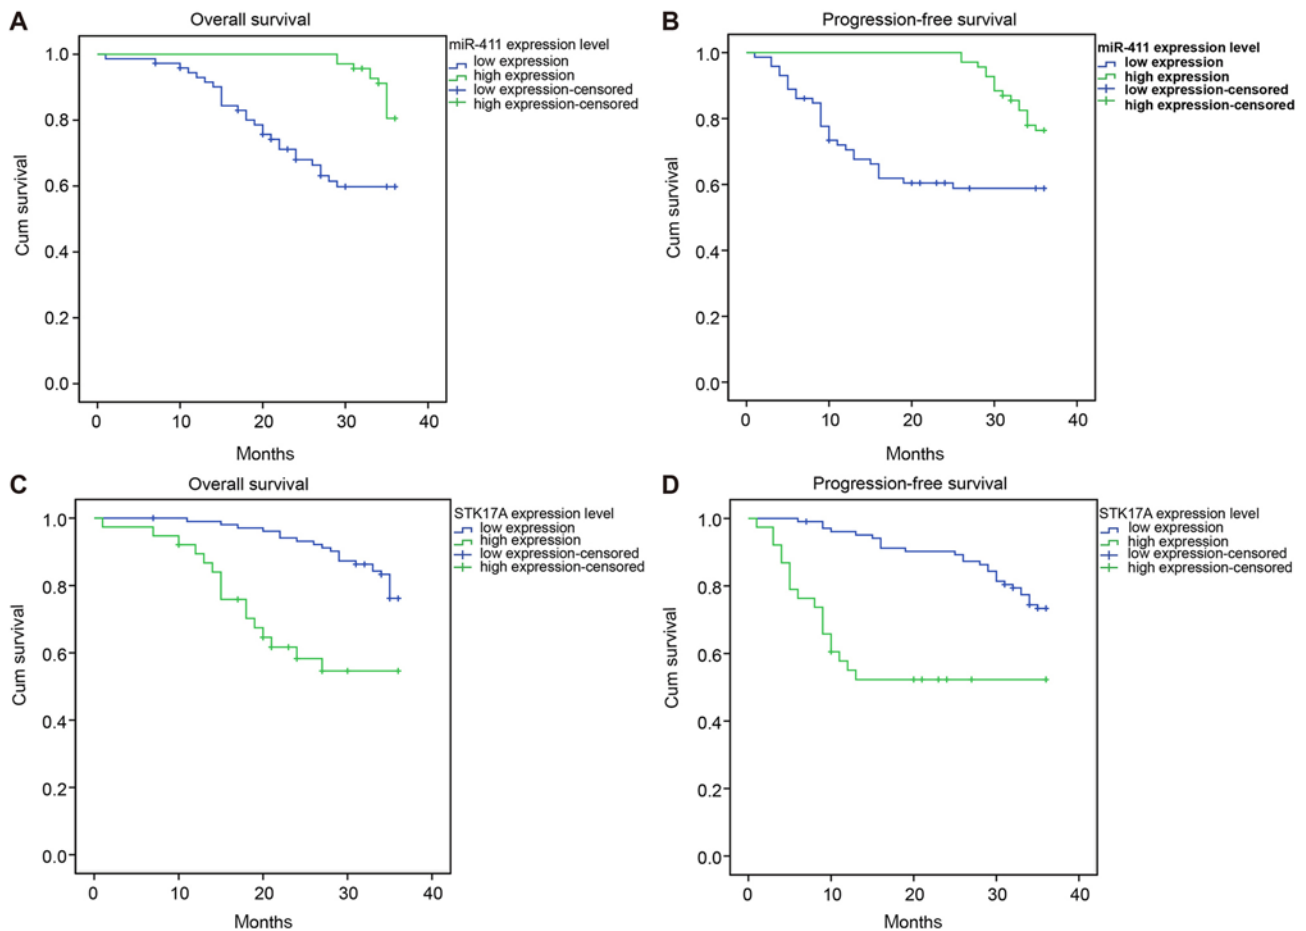 A
Overall survival
miR-411 expression level
low expression
high expression
low expression-censored
high expression-censored
1.0
0.8
0.6
0.4
0.2
0.0
Cum survival
0 10 20 30 40
Months
B
Progression-free survival
miR-411 expression level
low expression
high expression
low expression-censored
high expression-censored
1.0
0.8
0.6
0.4
0.2
0.0
Cum survival
0 10 20 30 40
Months
C
Overall survival
STK17A expression level
low expression
high expression
low expression-censored
high expression-censored
1.0
0.8
0.6
0.4
0.2
0.0
Cum survival
0 10 20 30 40
Months
D
Progression-free survival
STK17A expression level
low expression
high expression
low expression-censored
high expression-censored
1.0
0.8
0.6
0.4
0.2
0.0
Cum survival
0 10 20 30 40
Months